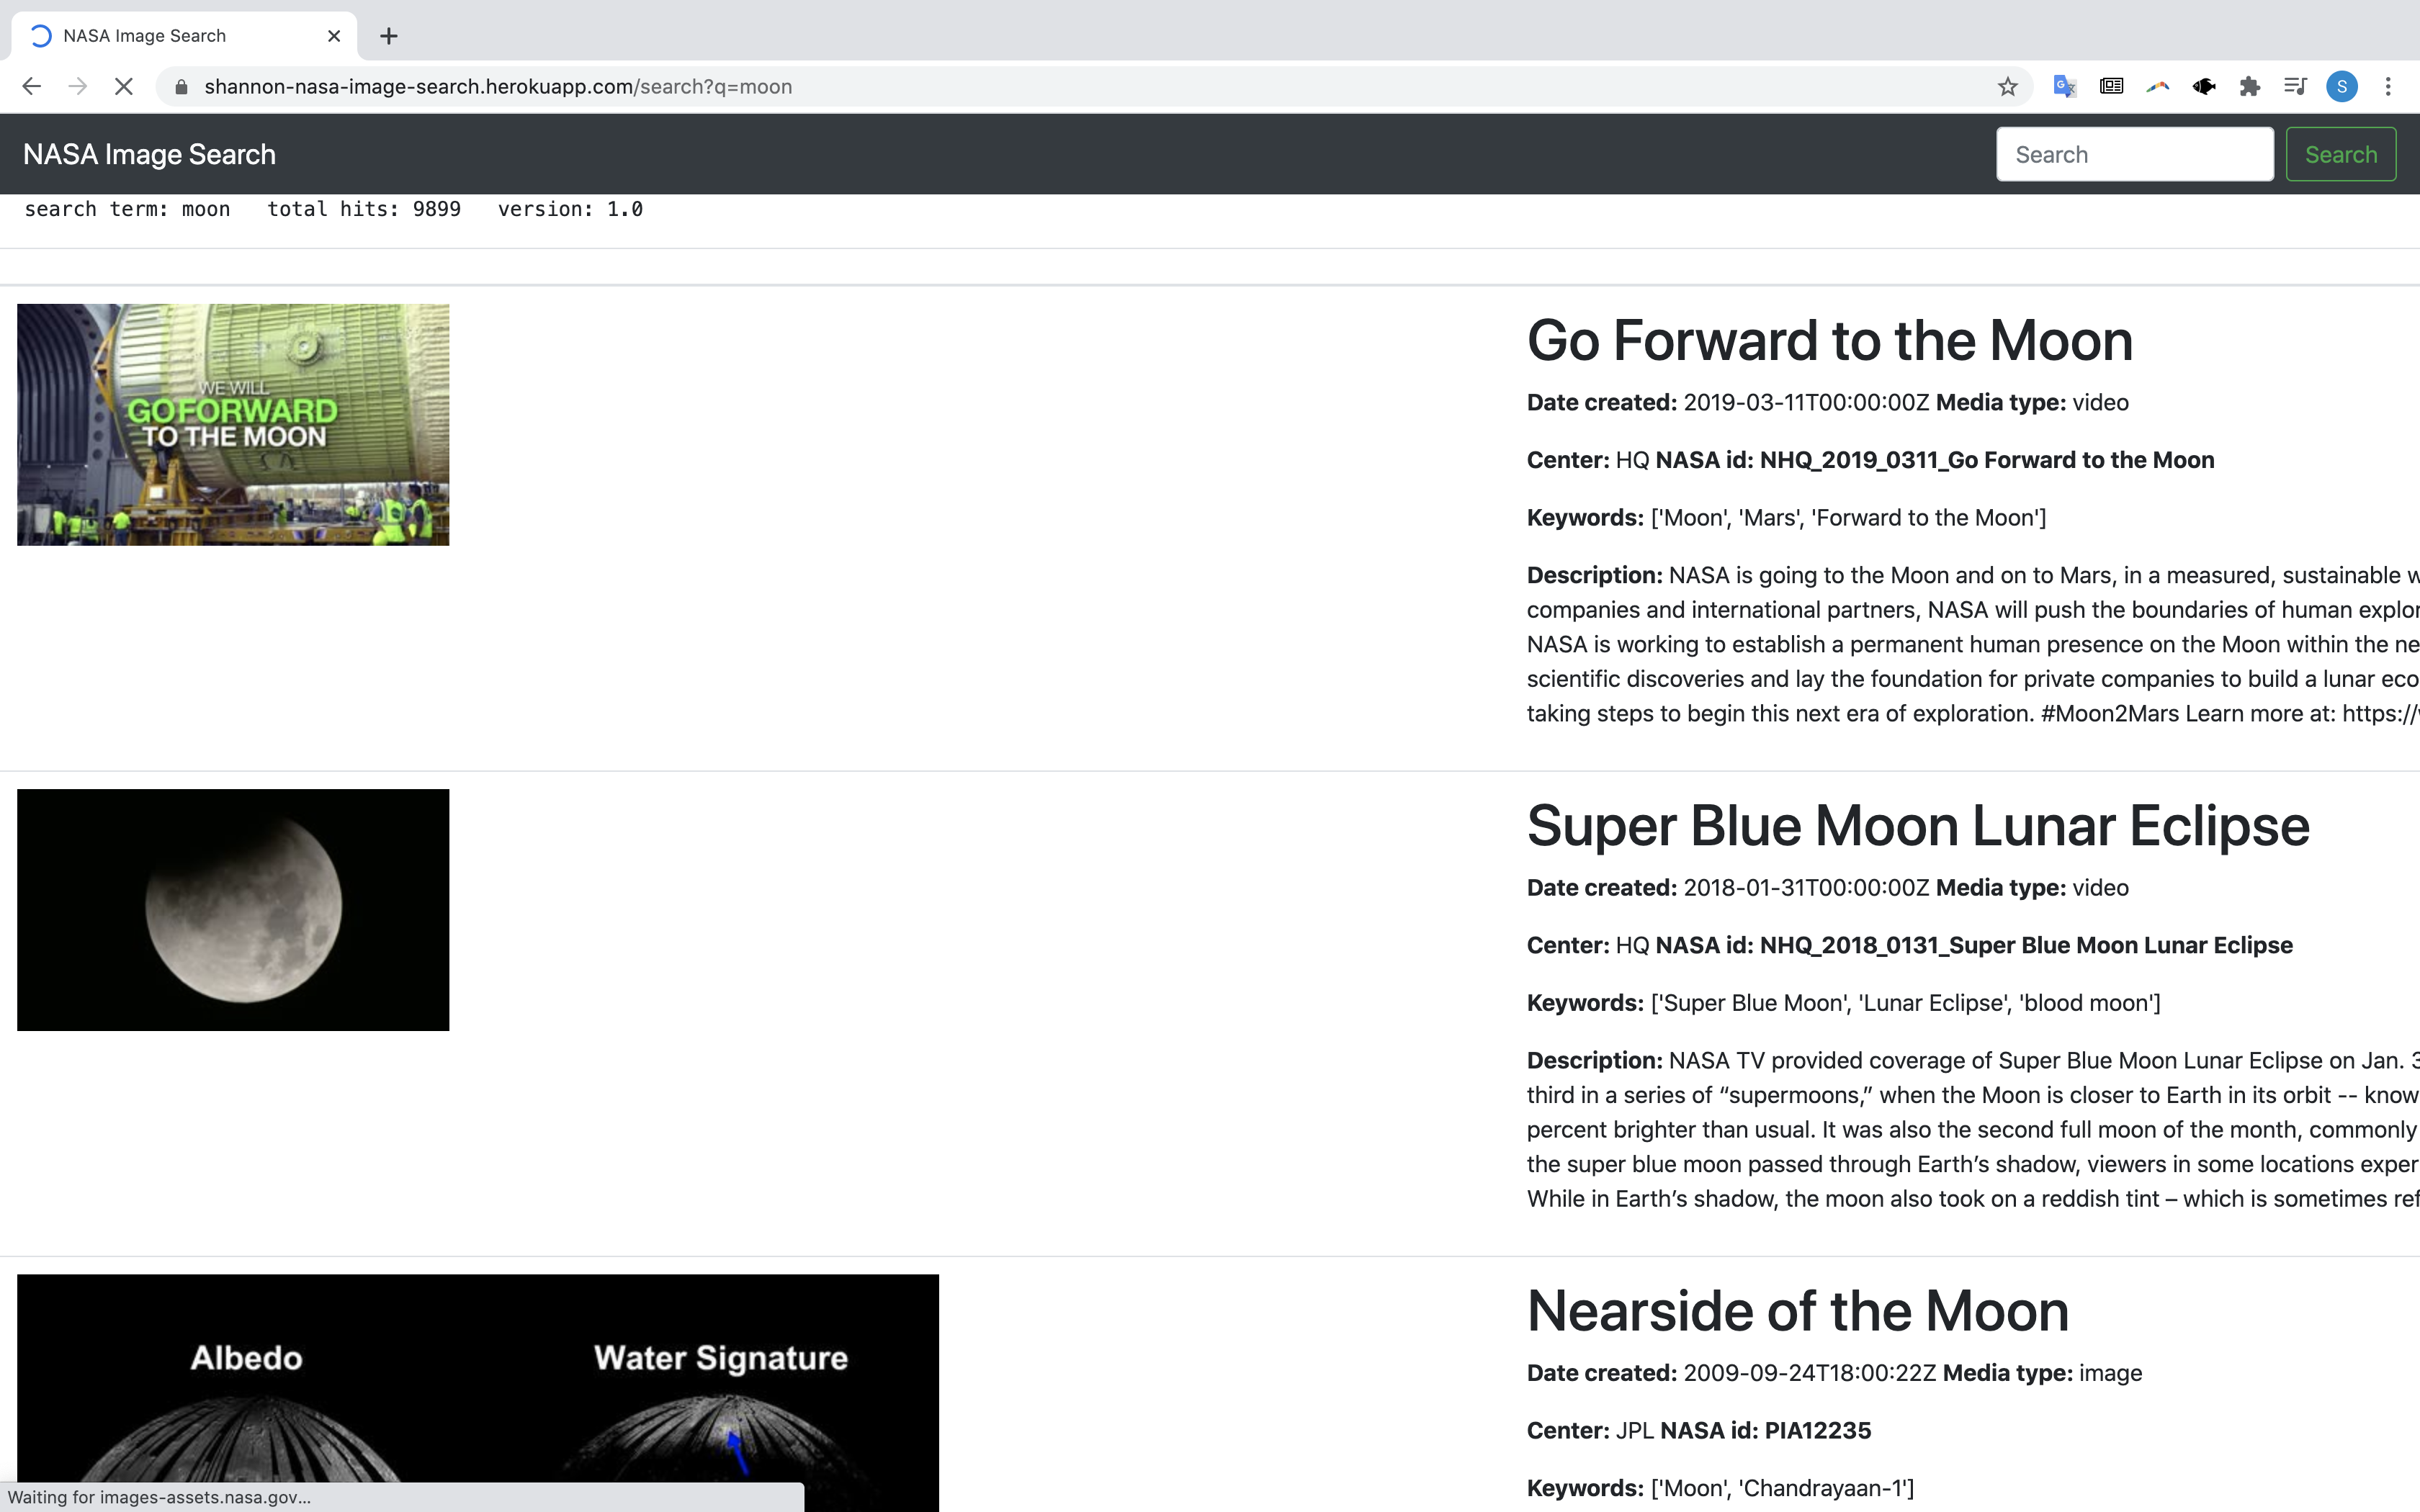 NASA Image Search
shannon-nasa-image-search.herokuapp.com/search?q=moon
S
NASA Image Search
Search
Search
search term: moon   total hits: 9899   version: 1.0
WE WILL
GO FORWARD
TO THE MOON
Go Forward to the Moon
Date created: 2019-03-11T00:00:00Z Media type: video
Center: HQ NASA id: NHQ_2019_0311_Go Forward to the Moon
Keywords: ['Moon', 'Mars', 'Forward to the Moon']
Description: NASA is going to the Moon and on to Mars, in a measured, sustainable w
companies and international partners, NASA will push the boundaries of human explor
NASA is working to establish a permanent human presence on the Moon within the ne
scientific discoveries and lay the foundation for private companies to build a lunar eco
taking steps to begin this next era of exploration. #Moon2Mars Learn more at: https://
Super Blue Moon Lunar Eclipse
Date created: 2018-01-31T00:00:00Z Media type: video
Center: HQ NASA id: NHQ_2018_0131_Super Blue Moon Lunar Eclipse
Keywords: ['Super Blue Moon', 'Lunar Eclipse', 'blood moon']
Description: NASA TV provided coverage of Super Blue Moon Lunar Eclipse on Jan. 3
third in a series of “supermoons,” when the Moon is closer to Earth in its orbit -- know
percent brighter than usual. It was also the second full moon of the month, commonly
the super blue moon passed through Earth’s shadow, viewers in some locations exper
While in Earth’s shadow, the moon also took on a reddish tint – which is sometimes ref
Albedo
Water Signature
Nearside of the Moon
Date created: 2009-09-24T18:00:22Z Media type: image
Center: JPL NASA id: PIA12235
Keywords: ['Moon', 'Chandrayaan-1']
Waiting for images-assets.nasa.gov...